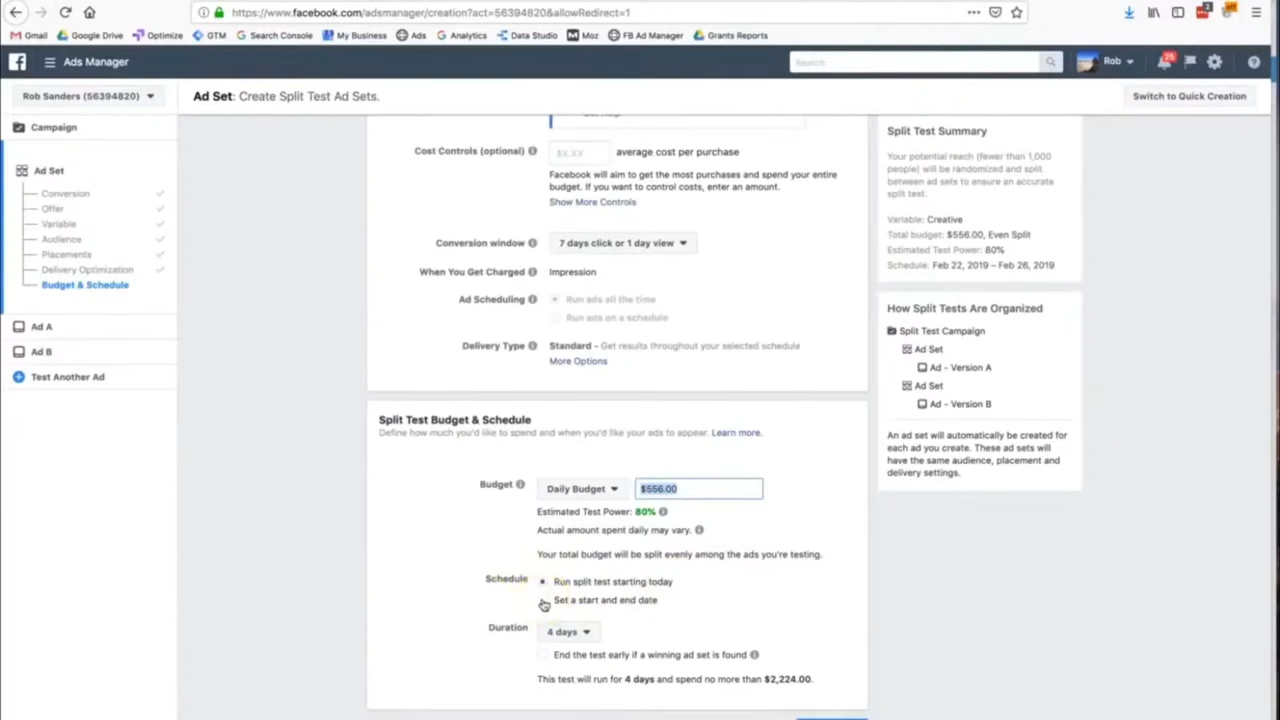 https://www.facebook.com/adsmanager/creation?act=56394820&allowRedirect=1
Gmail Google Drive Optimize GTM Search Console My Business Ads Analytics Data Studio Moz FB Ad Manager Grants Reports
Ads Manager
Search
Rob
25
Rob Sanders (56394820)
Ad Set: Create Split Test Ad Sets.
Switch to Quick Creation
Campaign
Ad Set
Conversion
Offer
Variable
Audience
Placements
Delivery Optimization
Budget & Schedule
Ad A
Ad B
Test Another Ad
Cost Controls (optional) $X.XX average cost per purchase
Facebook will aim to get the most purchases and spend your entire
budget. If you want to control costs, enter an amount.
Show More Controls
Conversion window 7 days click or 1 day view
When You Get Charged Impression
Ad Scheduling Run ads all the time
Run ads on a schedule
Delivery Type Standard - Get results throughout your selected schedule
More Options
Split Test Budget & Schedule
Define how much you'd like to spend and when you'd like your ads to appear. Learn more.
Budget Daily Budget $556.00
Estimated Test Power: 80%
Actual amount spent daily may vary.
Your total budget will be split evenly among the ads you're testing.
Schedule Run split test starting today
Set a start and end date
Duration 4 days
End the test early if a winning ad set is found
This test will run for 4 days and spend no more than $2,224.00.
Split Test Summary
Your potential reach (fewer than 1,000
people) will be randomized and split
between ad sets to ensure an accurate
split test.
Variable: Creative
Total budget: $556.00, Even Split
Estimated Test Power: 80%
Schedule: Feb 22, 2019 – Feb 26, 2019
How Split Tests Are Organized
Split Test Campaign
Ad Set
Ad - Version A
Ad Set
Ad - Version B
An ad set will automatically be created for
each ad you create. These ad sets will
have the same audience, placement and
delivery settings.